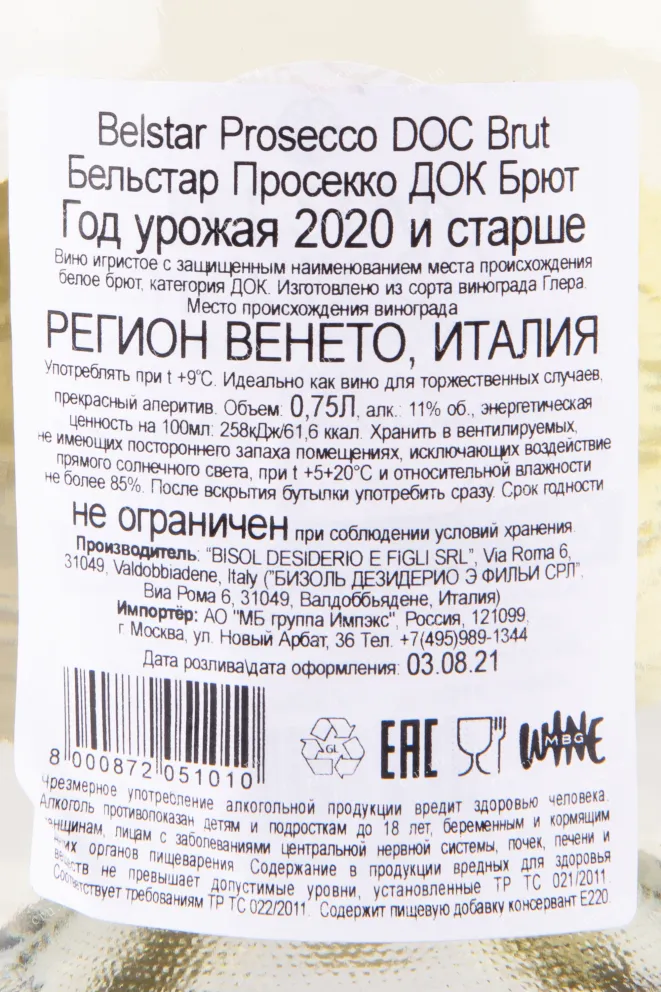 Belstar Prosecco DOC Brut
Бельстар Просекко ДОК Брют
Год урожая 2020 и старше
Вино игристое с защищенным наименованием места происхождения
белое брют, категория ДОК. Изготовлено из сорта винограда Глера.
Место происхождения винограда
РЕГИОН ВЕНЕТО, ИТАЛИЯ
Употреблять при t +9°С. Идеально как вино для торжественных случаев,
прекрасный аперитив. Объем: 0,75Л, алк.: 11% об., энергетическая
ценность на 100мл: 258кДж/61,6 ккал. Хранить в вентилируемых,
не имеющих постороннего запаха помещениях, исключающих воздействие
прямого солнечного света, при t +5+20°С и относительной влажности
не более 85%. После вскрытия бутылки употребить сразу. Срок годности
не ограничен при соблюдении условий хранения.
Производитель: "BISOL DESIDERIO E FiGLI SRL", Via Roma 6,
31049, Valdobbiadene, Italy ("БИЗОЛЬ ДЕЗИДЕРИО Э ФИЛЬИ СРЛ",
Виа Рома 6, 31049, Валдоббьядене, Италия)
Импортёр: АО "МБ группа Импэкс", Россия, 121099,
г. Москва, ул. Новый Арбат, 36 Тел. +7(495)989-1344
Дата розлива\дата оформления: 03.08.21
8 000872 051010
GL
EAC
WINE
MBG
Чрезмерное употребление алкогольной продукции вредит здоровью человека.
Алкоголь противопоказан детям и подросткам до 18 лет, беременным и кормящим
женщинам, лицам с заболеваниями центральной нервной системы, почек, печени и
органов пищеварения. Содержание в продукции вредных для здоровья
веществ не превышает допустимые уровни, установленные ТР ТС 021/2011.
Соответствует требованиям ТР ТС 022/2011. Содержит пищевую добавку консервант Е220.